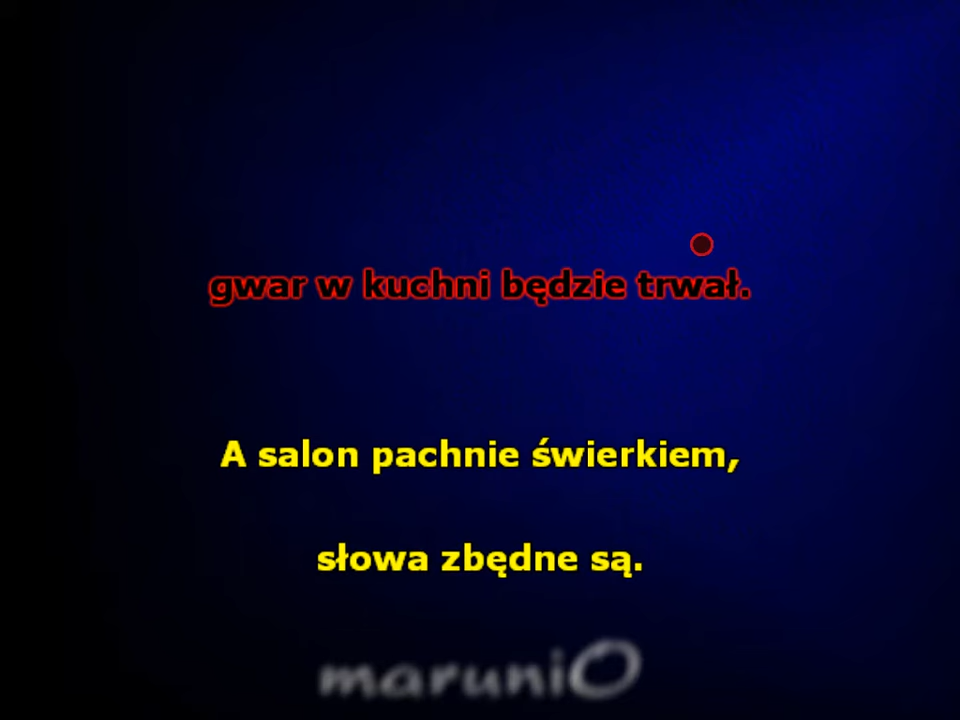 gwar w kuchni będzie trwał.
A salon pachnie świerkiem,
słowa zbędne są.
maruniO